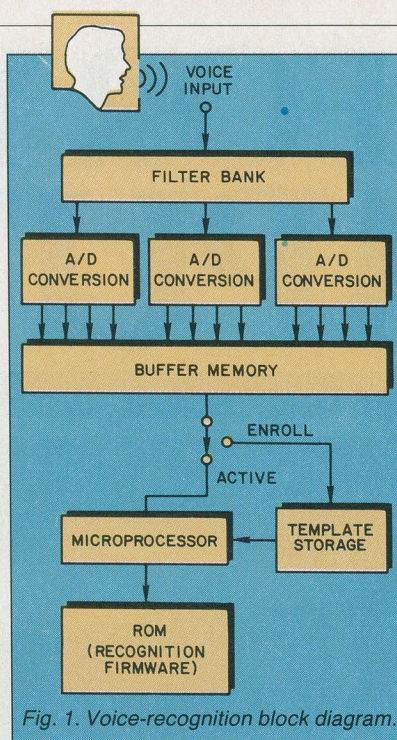 VOICE
INPUT
FILTER BANK
A/D
CONVERSION
A/D
CONVERSION
A/D
CONVERSION
BUFFER MEMORY
ENROLL
ACTIVE
MICROPROCESSOR
TEMPLATE
STORAGE
ROM
(RECOGNITION
FIRMWARE)
Fig. 1. Voice-recognition block diagram.